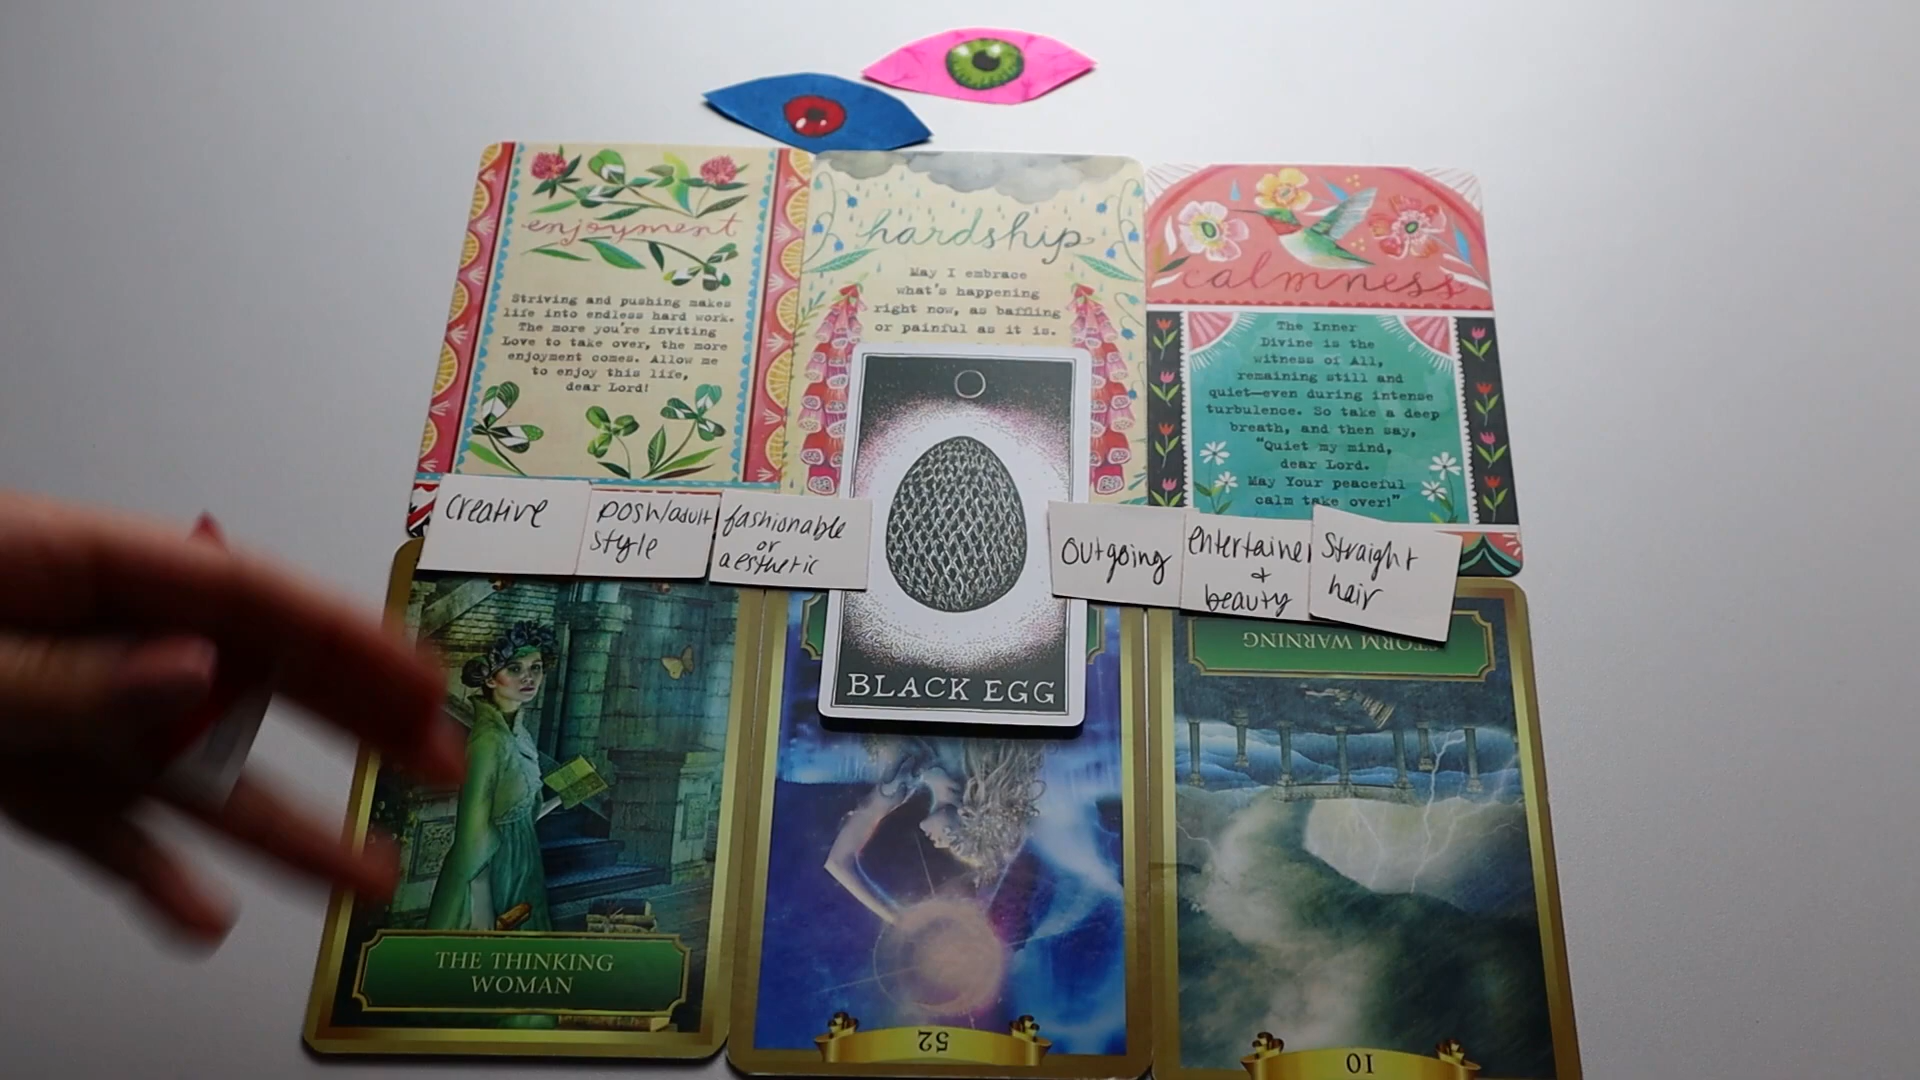 enjoyment
Striving and pushing makes
life into endless hard work.
The more you're inviting
Love to take over, the more
enjoyment comes. Allow me
to enjoy this life,
dear Lord!
hardship
May I embrace
what's happening
right now, as baffling
or painful as it is.
calmness
The Inner
Divine is the
witness of All,
remaining still and
quiet—even during intense
turbulence. So take a deep
breath, and then say,
"Quiet my mind,
dear Lord.
May Your peaceful
calm take over!"
creative
posh/adult
style
fashionable
or
aesthetic
BLACK EGG
outgoing
entertainer
+
beauty
Straight
hair
THE THINKING
WOMAN
52
STORM WARNING
10